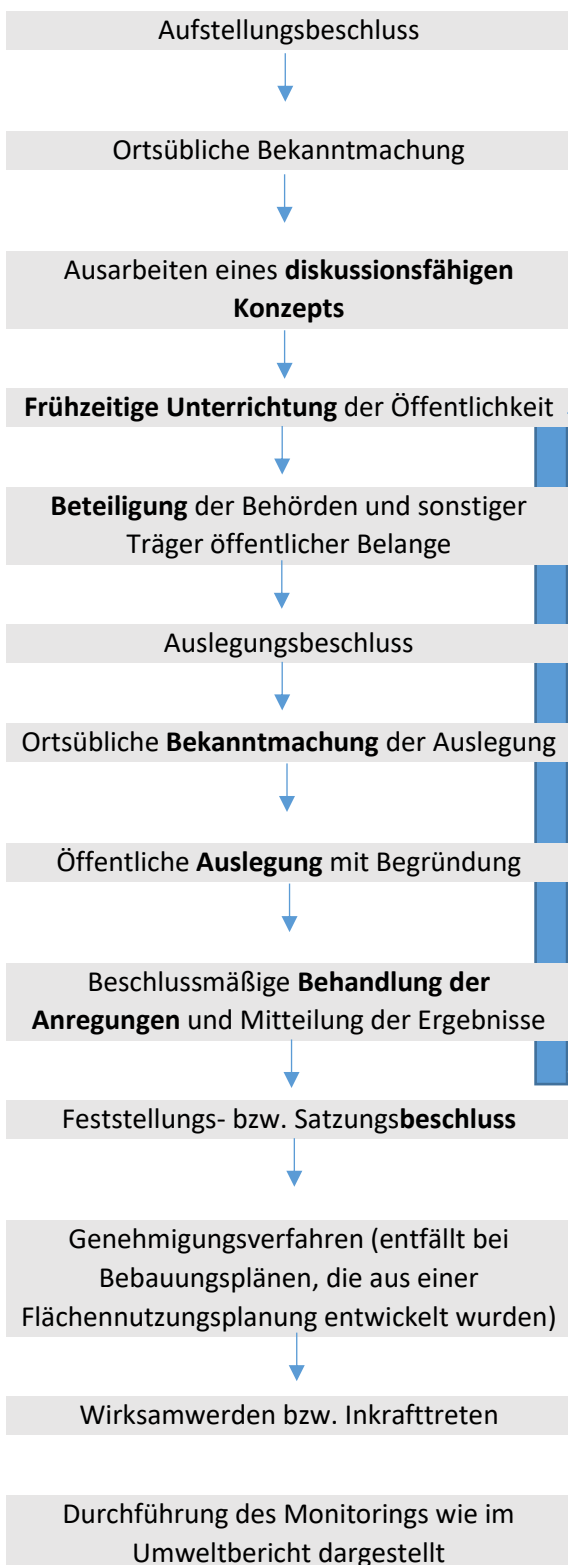 Aufstellungsbeschluss
Ortsübliche Bekanntmachung
Ausarbeiten eines diskussionsfähigen
Konzepts
Frühzeitige Unterrichtung der Öffentlichkeit
Beteiligung der Behörden und sonstiger
Träger öffentlicher Belange
Auslegungsbeschluss
Ortsübliche Bekanntmachung der Auslegung
Öffentliche Auslegung mit Begründung
Beschlussmäßige Behandlung der
Anregungen und Mitteilung der Ergebnisse
Feststellungs- bzw. Satzungsbeschluss
Genehmigungsverfahren (entfällt bei
Bebauungsplänen, die aus einer
Flächennutzungsplanung entwickelt wurden)
Wirksamwerden bzw. Inkrafttreten
Durchführung des Monitorings wie im
Umweltbericht dargestellt